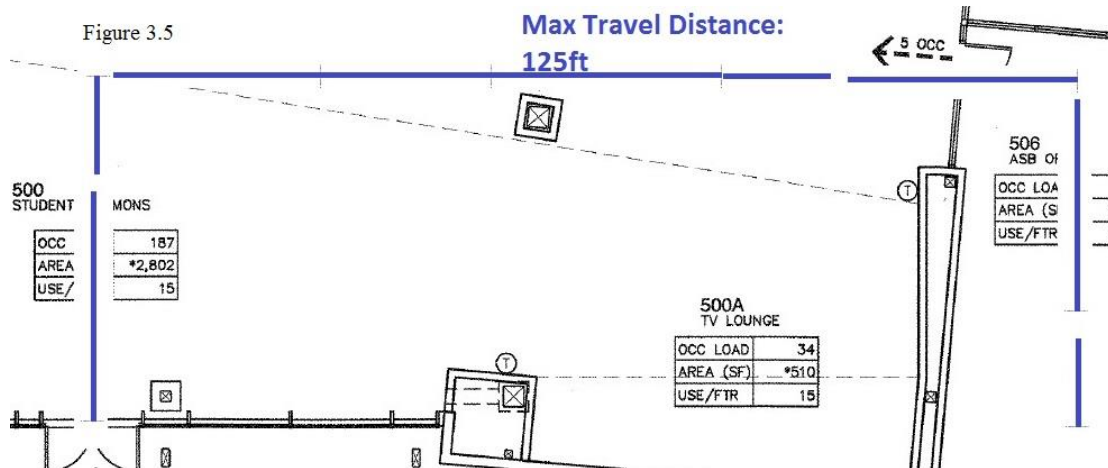 Figure 3.5
Max Travel Distance:
125ft
5 OCC
500
STUDENT MONS
OCC 187
AREA *2,802
USE/ 15
T
506
ASB OF
OCC LOA
AREA (S
USE/FTR
500A
TV LOUNGE
OCC LOAD 34
AREA (SF) *510
USE/FTR 15
T